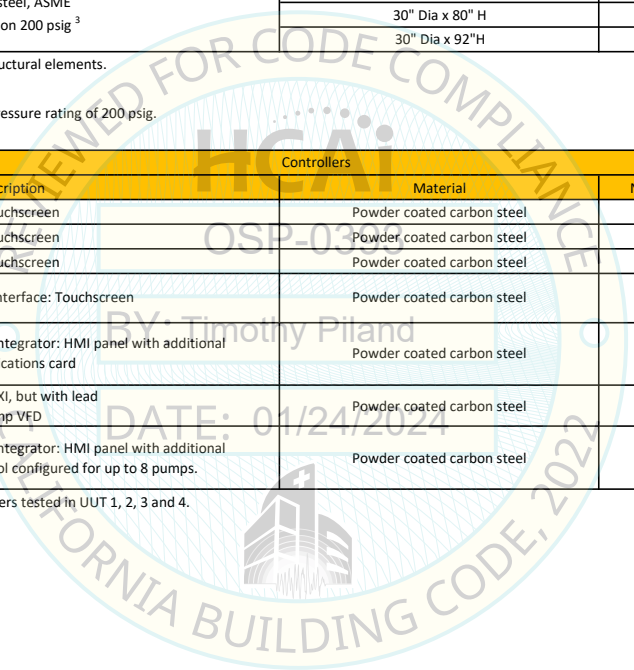 steel, ASME
on 200 psig 3
30" Dia x 80" H
30" Dia x 92"H
uctural elements.
essure rating of 200 psig.
REVIEWED FOR CODE COMPLIANCE
HCAi
Controllers
cription Material
uchscreen Powder coated carbon steel
uchscreen Powder coated carbon steel
OSP-0393
uchscreen Powder coated carbon steel
nterface: Touchscreen Powder coated carbon steel
BY: Timothy Piland
ntegrator: HMI panel with additional
cations card Powder coated carbon steel
XI, but with lead
mp VFD Powder coated carbon steel
DATE: 01/24/2024
ntegrator: HMI panel with additional
ol configured for up to 8 pumps. Powder coated carbon steel
ers tested in UUT 1, 2, 3 and 4.
CALIFORNIA BUILDING CODE, 2022